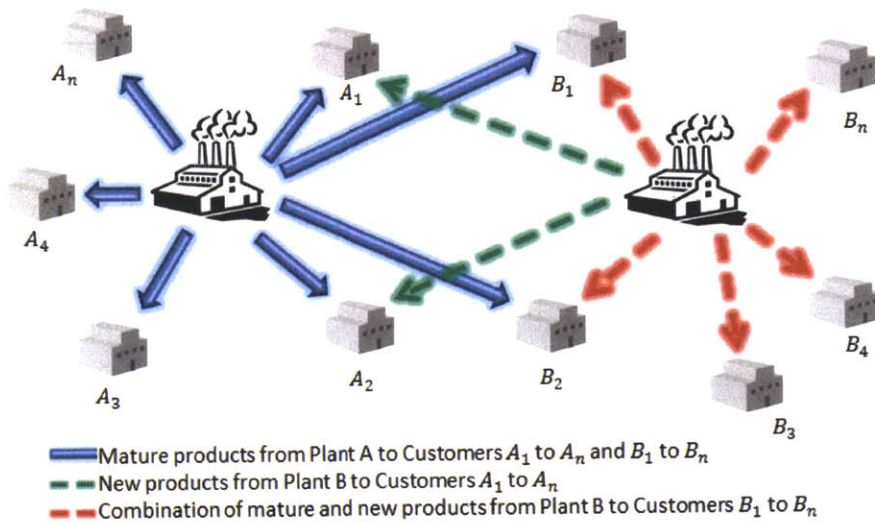 Aₙ
A₁
B₁
Bₙ
A₄
A₃
A₂
B₂
B₄
B₃
Mature products from Plant A to Customers A₁ to Aₙ and B₁ to Bₙ
New products from Plant B to Customers A₁ to Aₙ
Combination of mature and new products from Plant B to Customers B₁ to Bₙ